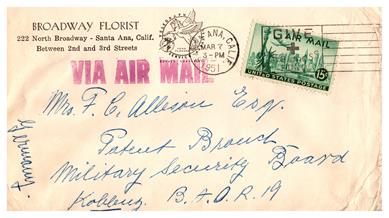 BROADWAY FLORIST
222 North Broadway - Santa Ana, Calif.
Between 2nd and 3rd Streets
ANA, CALIF.
MAR 7
3-PM
1951
GIVE
AIR MAIL
15¢
UNITED STATES POSTAGE
VIA AIR MAIL
Mrs. F. C. Allison Esq.
Patent Branch
Military Security Board
Koblenz. B.A.O.R. 19
Germany.